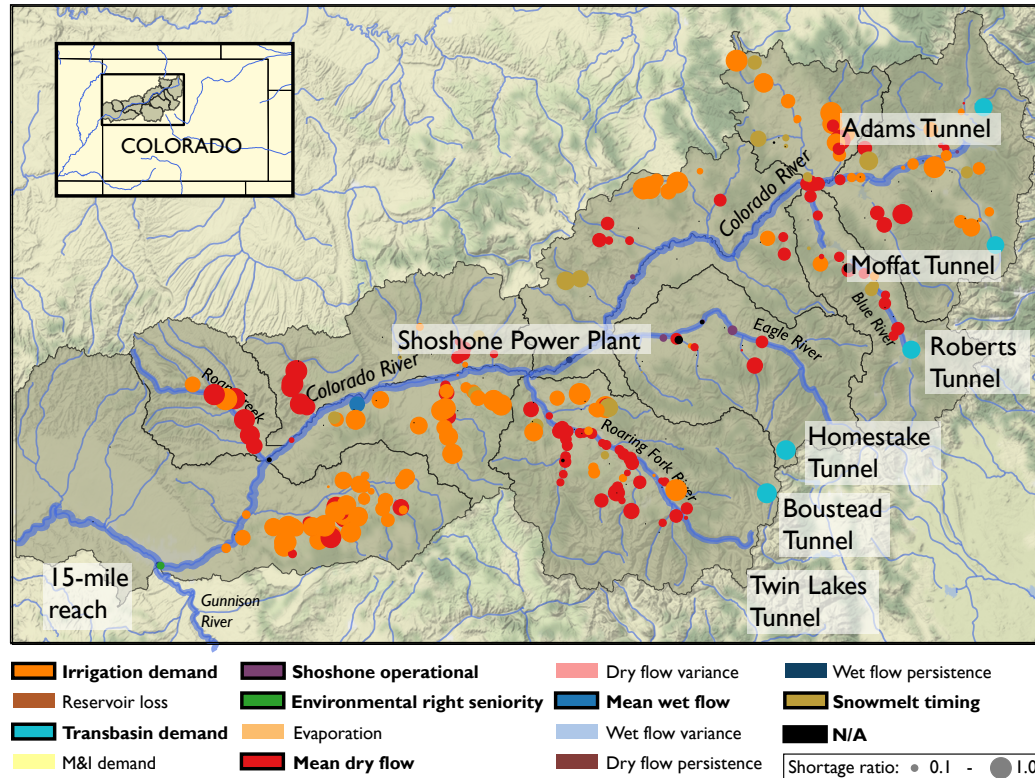 COLORADO
Adams Tunnel
Colorado River
Moffat Tunnel
Blue River
Shoshone Power Plant
Eagle River
Roberts
Tunnel
Colorado River
Homestake
Tunnel
Roaring Fork River
Boustead
Tunnel
15-mile
reach
Twin Lakes
Tunnel
Gunnison
River
Irrigation demand
Shoshone operational
Dry flow variance
Wet flow persistence
Reservoir loss
Environmental right seniority
Mean wet flow
Snowmelt timing
Transbasin demand
Evaporation
Wet flow variance
N/A
M&I demand
Mean dry flow
Dry flow persistence
Shortage ratio: 0.1 - 1.0